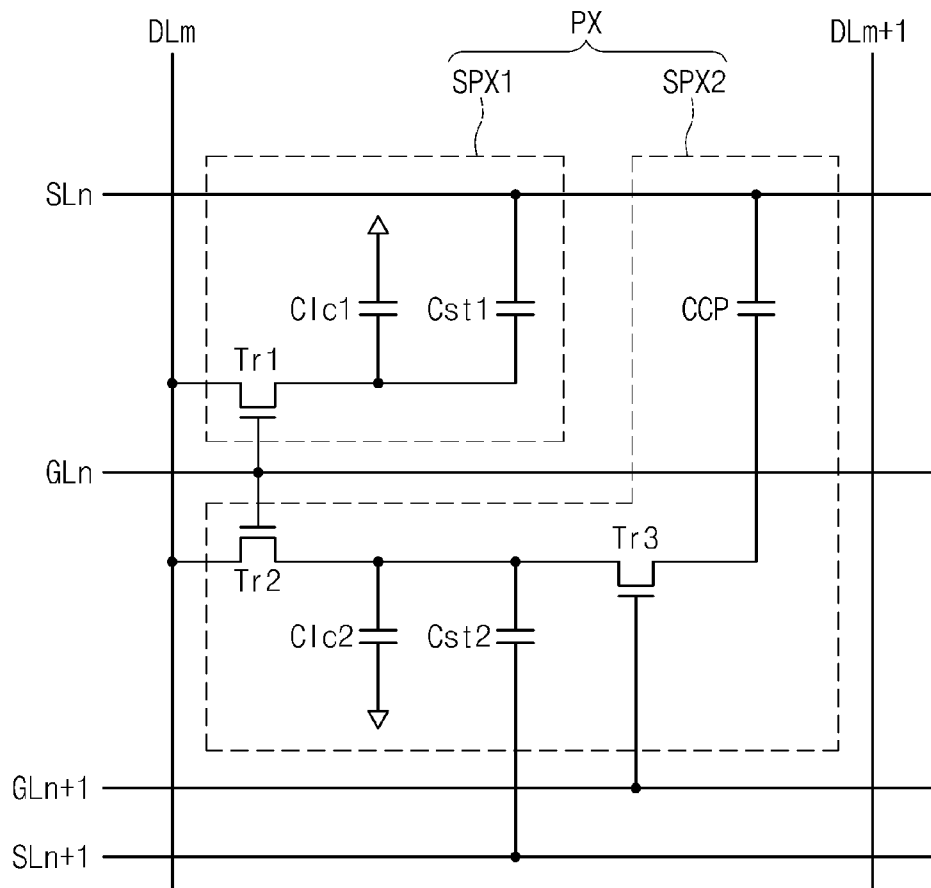 DLm
PX
DLm+1
SPX1
SPX2
SLn
Clc1
Cst1
CCP
Tr1
GLn
Tr2
Tr3
Clc2
Cst2
GLn+1
SLn+1